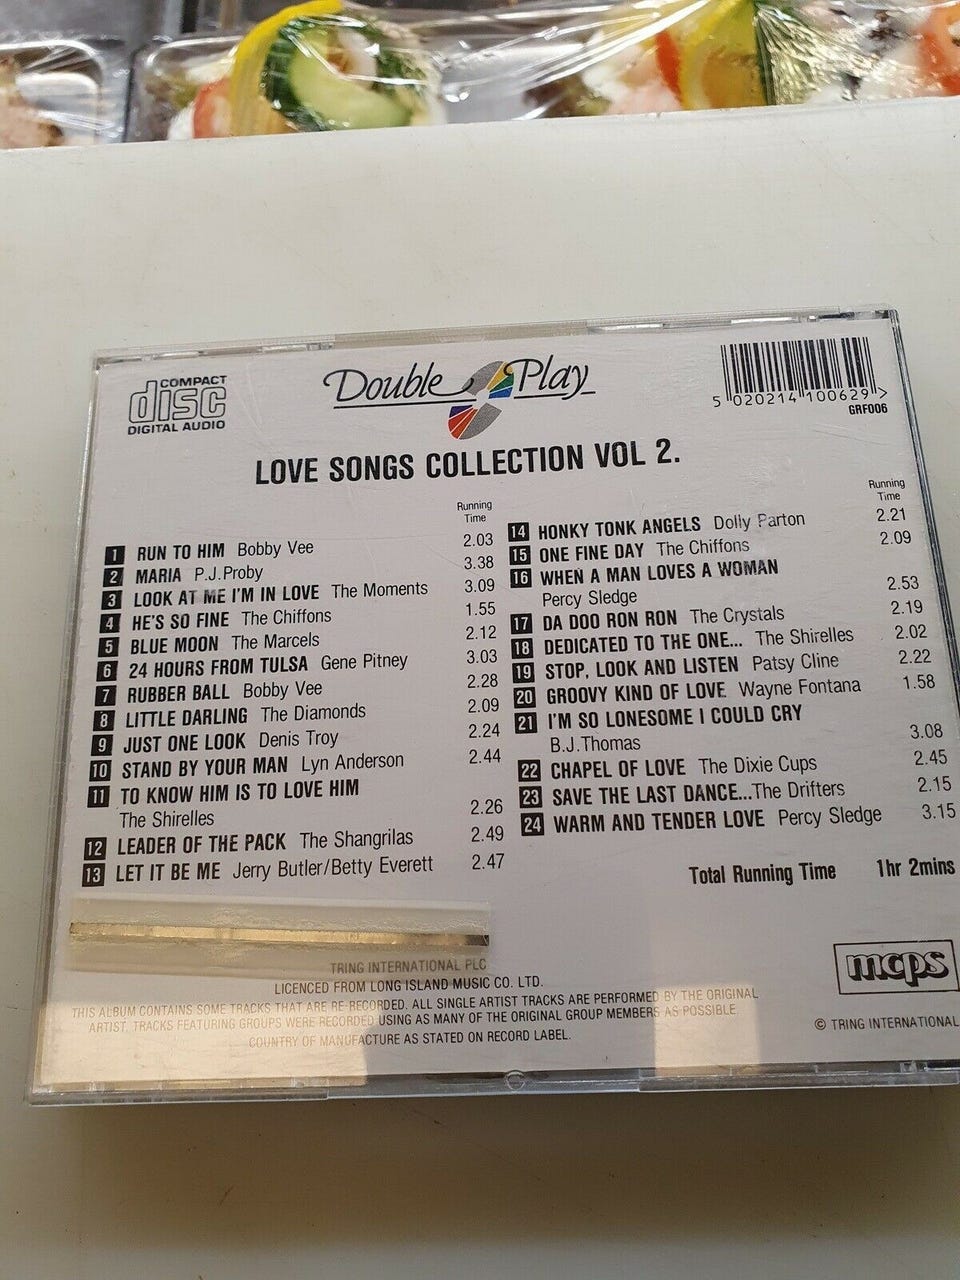 COMPACT
disc
DIGITAL AUDIO
Double Play
5 020214 100629 >
GRF006
LOVE SONGS COLLECTION VOL 2.
Running
Time
1 RUN TO HIM Bobby Vee 2.03
2 MARIA P.J.Proby 3.38
3 LOOK AT ME I'M IN LOVE The Moments 3.09
4 HE'S SO FINE The Chiffons 1.55
5 BLUE MOON The Marcels 2.12
6 24 HOURS FROM TULSA Gene Pitney 3.03
7 RUBBER BALL Bobby Vee 2.28
8 LITTLE DARLING The Diamonds 2.09
9 JUST ONE LOOK Denis Troy 2.24
10 STAND BY YOUR MAN Lyn Anderson 2.44
11 TO KNOW HIM IS TO LOVE HIM
The Shirelles 2.26
12 LEADER OF THE PACK The Shangrilas 2.49
13 LET IT BE ME Jerry Butler/Betty Everett 2.47
Running
Time
14 HONKY TONK ANGELS Dolly Parton 2.21
15 ONE FINE DAY The Chiffons 2.09
16 WHEN A MAN LOVES A WOMAN
Percy Sledge 2.53
17 DA DOO RON RON The Crystals 2.19
18 DEDICATED TO THE ONE... The Shirelles 2.02
19 STOP, LOOK AND LISTEN Patsy Cline 2.22
20 GROOVY KIND OF LOVE Wayne Fontana 1.58
21 I'M SO LONESOME I COULD CRY
B.J.Thomas 3.08
22 CHAPEL OF LOVE The Dixie Cups 2.45
23 SAVE THE LAST DANCE...The Drifters 2.15
24 WARM AND TENDER LOVE Percy Sledge 3.15
Total Running Time 1hr 2mins
TRING INTERNATIONAL PLC
LICENCED FROM LONG ISLAND MUSIC CO. LTD.
THIS ALBUM CONTAINS SOME TRACKS THAT ARE RE-RECORDED. ALL SINGLE ARTIST TRACKS ARE PERFORMED BY THE ORIGINAL
ARTIST, TRACKS FEATURING GROUPS WERE RECORDED USING AS MANY OF THE ORIGINAL GROUP MEMBERS AS POSSIBLE.
COUNTRY OF MANUFACTURE AS STATED ON RECORD LABEL.
mcps
© TRING INTERNATIONAL